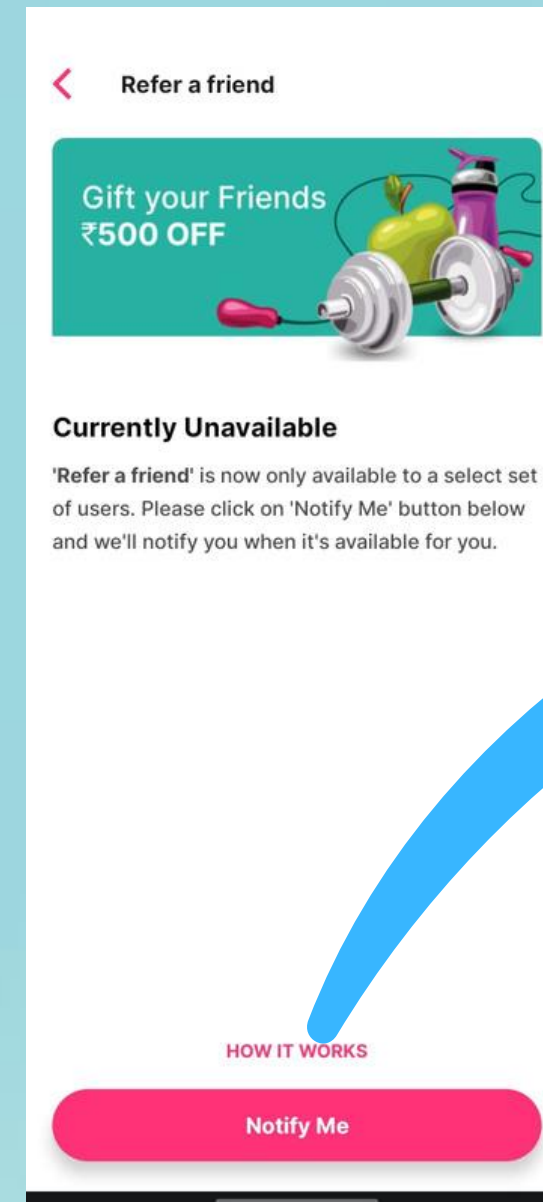 Refer a friend
Gift your Friends
₹500 OFF
Currently Unavailable
'Refer a friend' is now only available to a select set
of users. Please click on 'Notify Me' button below
and we'll notify you when it's available for you.
HOW IT WORKS
Notify Me